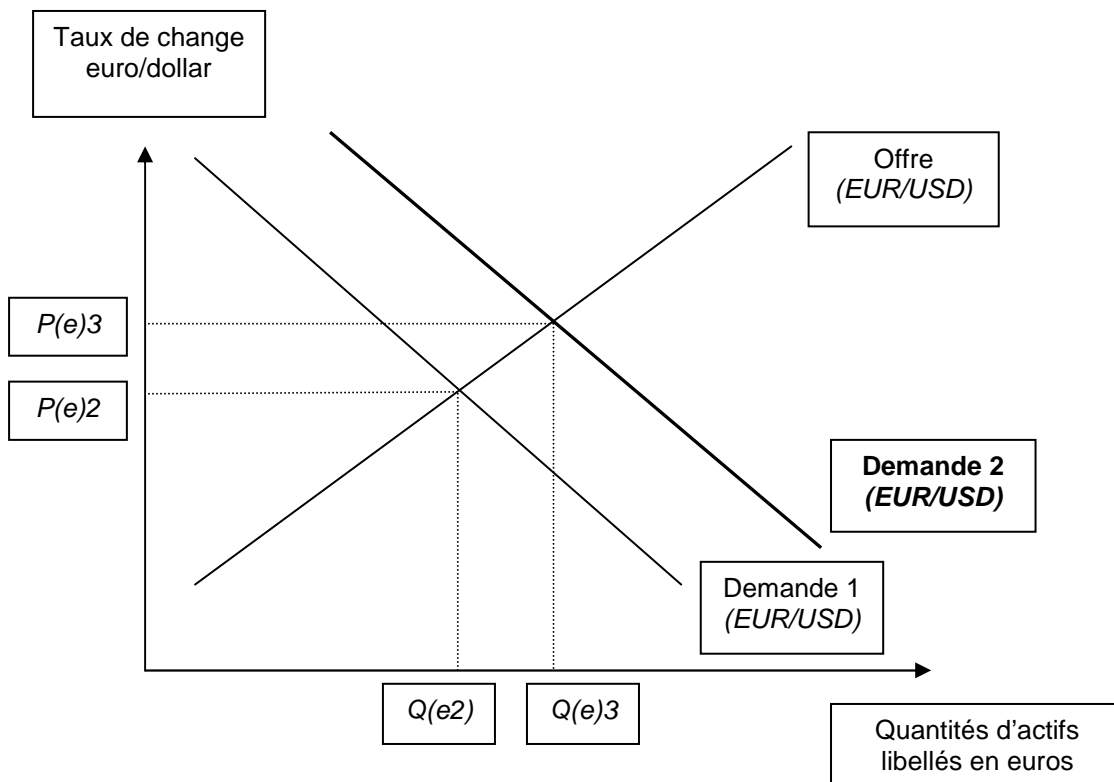 Taux de change
euro/dollar
Offre
(EUR/USD)
P(e)3
P(e)2
Demande 2
(EUR/USD)
Demande 1
(EUR/USD)
Q(e2)
Q(e)3
Quantités d’actifs
libellés en euros